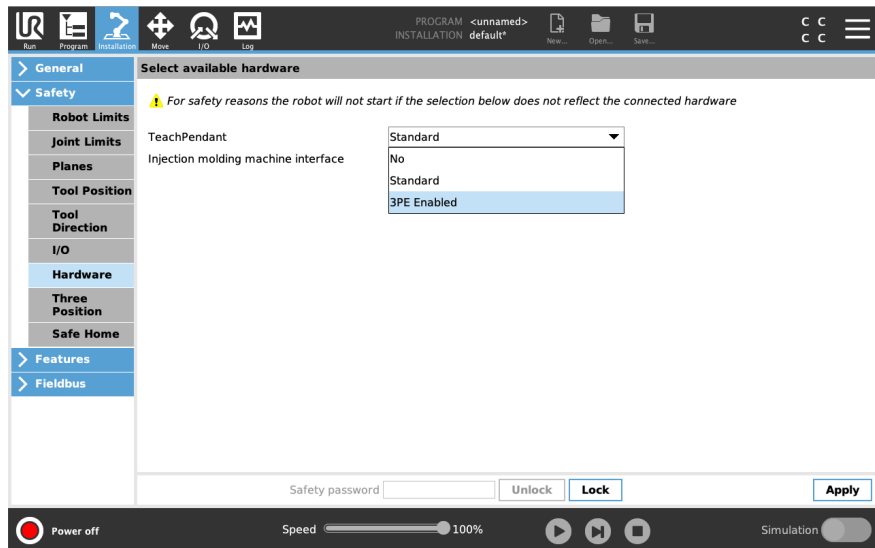 PROGRAM <unnamed>
INSTALLATION default*
C C
C C
UR
Run Program Installation Move I/O Log
New... Open... Save...
General
Select available hardware
Safety
For safety reasons the robot will not start if the selection below does not reflect the connected hardware
Robot Limits
TeachPendant Standard
Joint Limits
Injection molding machine interface No
Planes
Standard
Tool Position
3PE Enabled
Tool
Direction
I/O
Hardware
Three
Position
Safe Home
Features
Fieldbus
Safety password Unlock Lock Apply
Power off Speed 100% Simulation